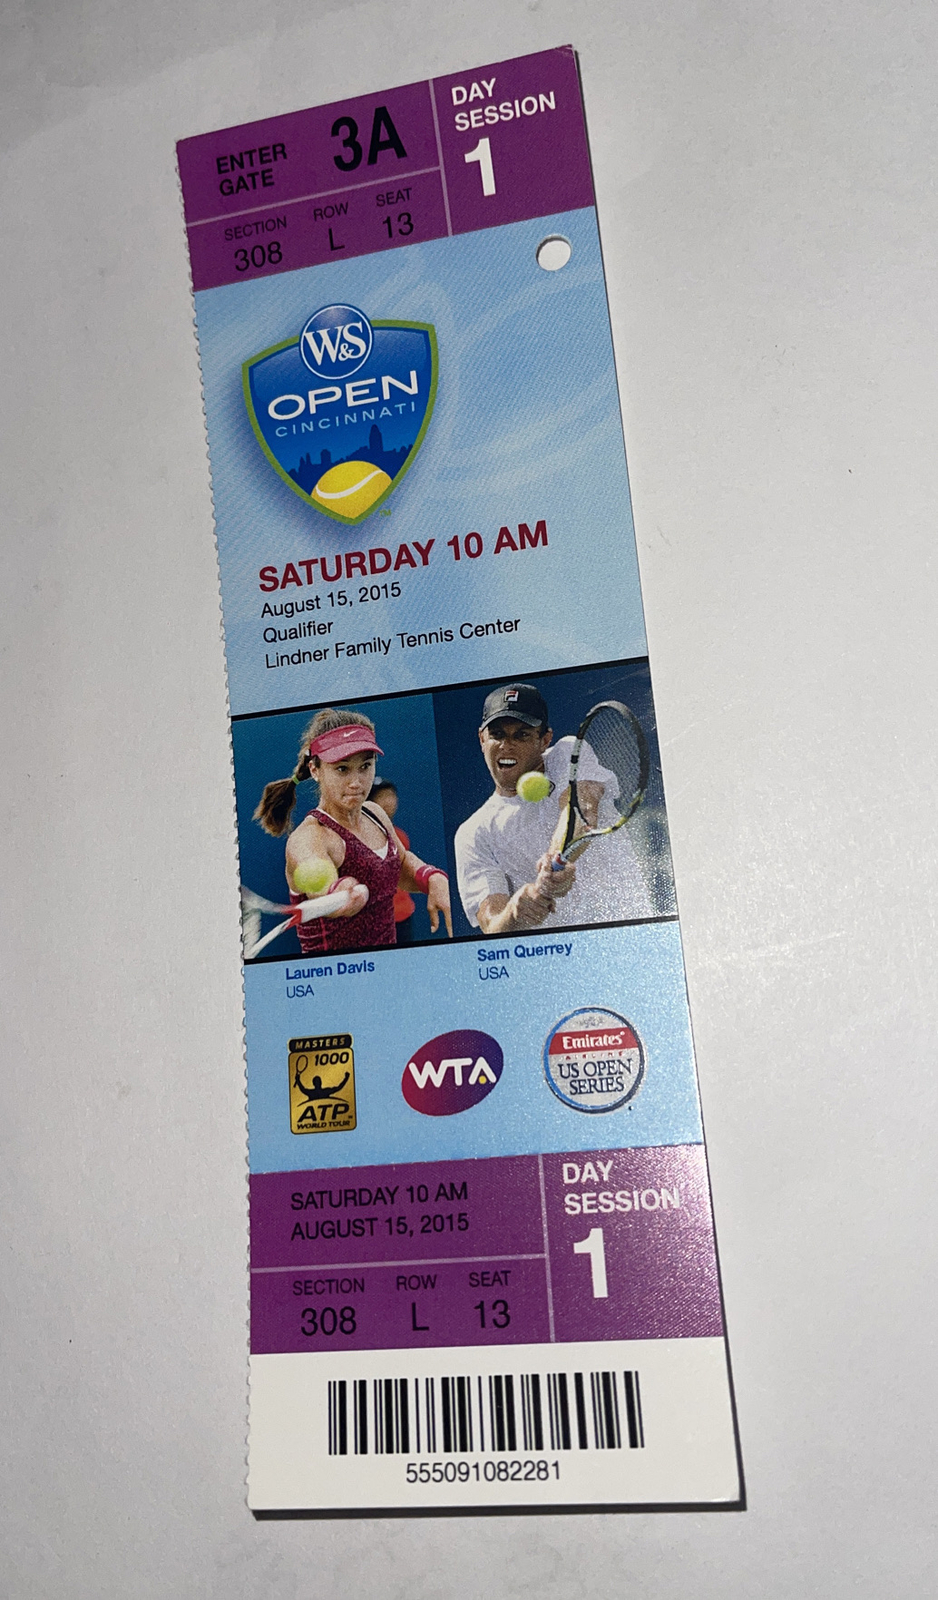 ENTER
GATE
3A
DAY
SESSION
1
SECTION ROW SEAT
308 L 13
W&S
OPEN
CINCINNATI
SATURDAY 10 AM
August 15, 2015
Qualifier
Lindner Family Tennis Center
Lauren Davis
USA
Sam Querrey
USA
MASTERS
1000
ATP
WORLD TOUR
WTA
Emirates
AIRLINE
US OPEN
SERIES
SATURDAY 10 AM
AUGUST 15, 2015
DAY
SESSION
1
SECTION ROW SEAT
308 L 13
555091082281